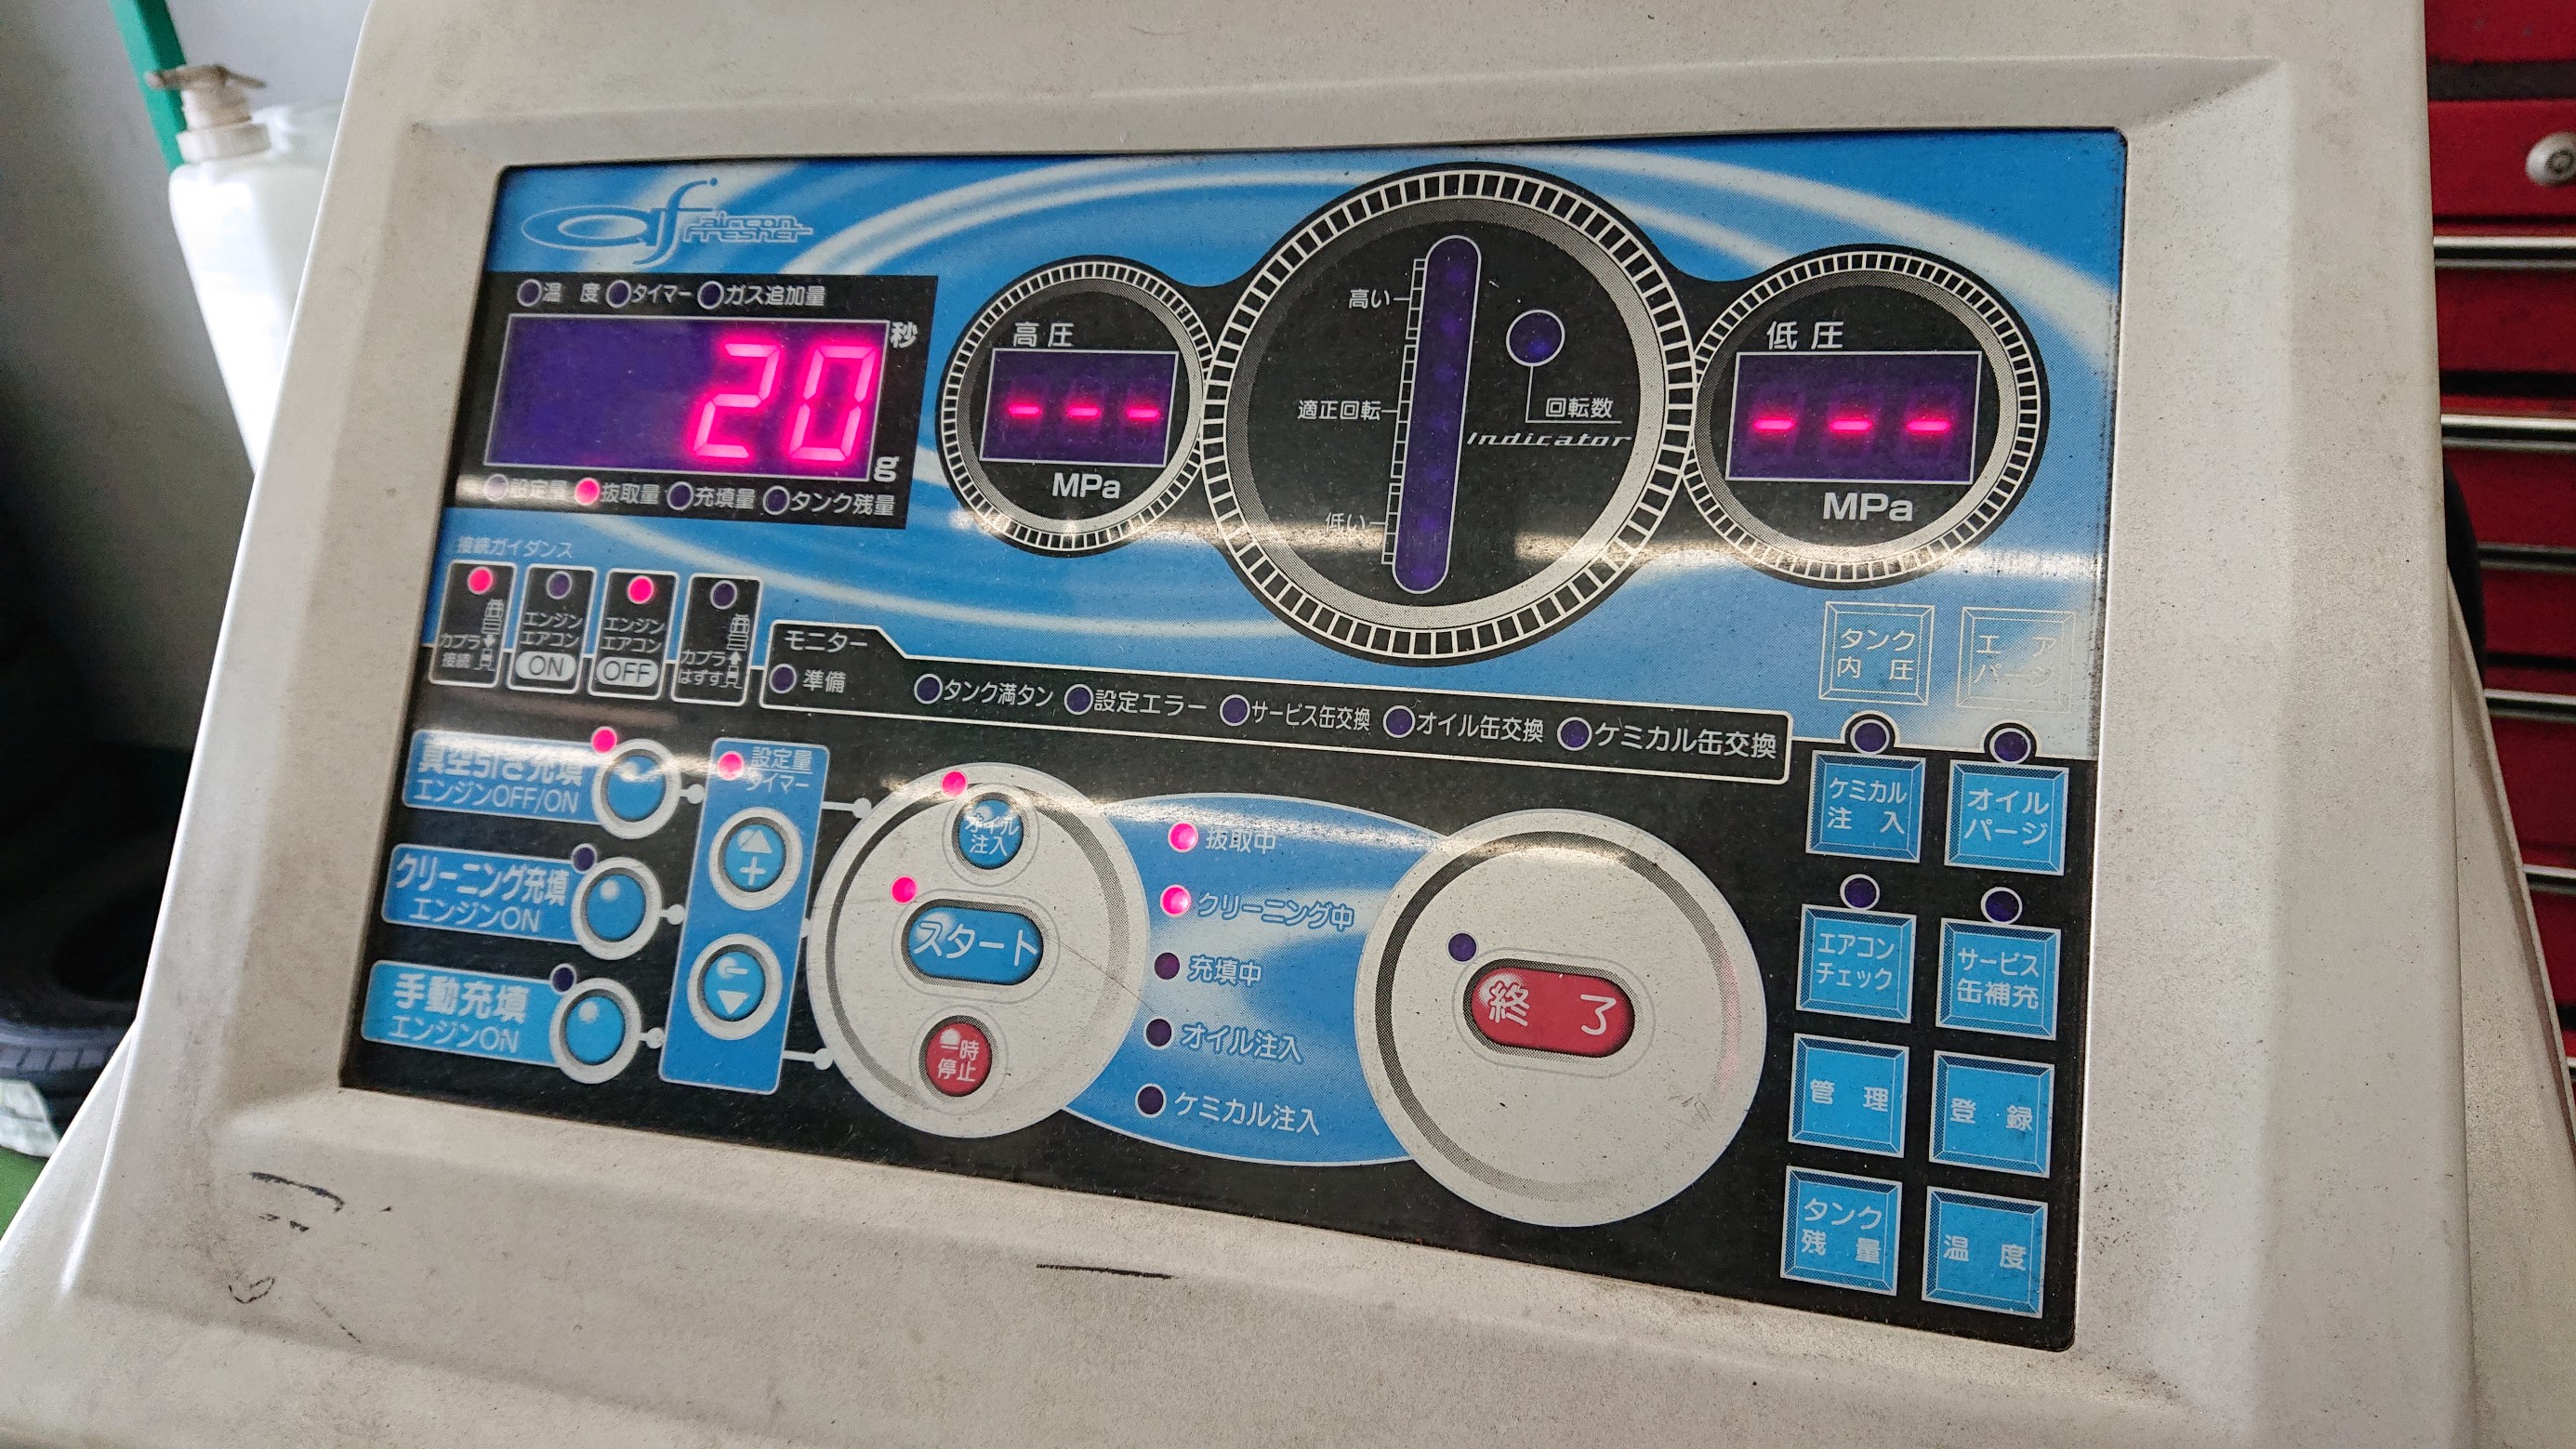 af air-con fresher
温 度 タイマー ガス追加量
秒
20
g
設定量 抜取量 充填量 タンク残量
高圧
---
MPa
高い
適正回転
低い
回転数
Indicator
低圧
---
MPa
接続ガイダンス
カプラ接続
エンジン
エアコン
ON
エンジン
エアコン
OFF
カプラ
はずす
モニター
準備 タンク満タン 設定エラー サービス缶交換 オイル缶交換 ケミカル缶交換
タンク
内 圧
エ ア
パージ
真空引き充填
エンジンOFF/ON
クリーニング充填
エンジンON
手動充填
エンジンON
設定量
タイマー
+
-
オイル
注入
スタート
一時
停止
抜取中
クリーニング中
充填中
オイル注入
ケミカル注入
終 了
ケミカル
注 入
オイル
パージ
エアコン
チェック
サービス
缶補充
管 理
登 録
タンク
残 量
温 度